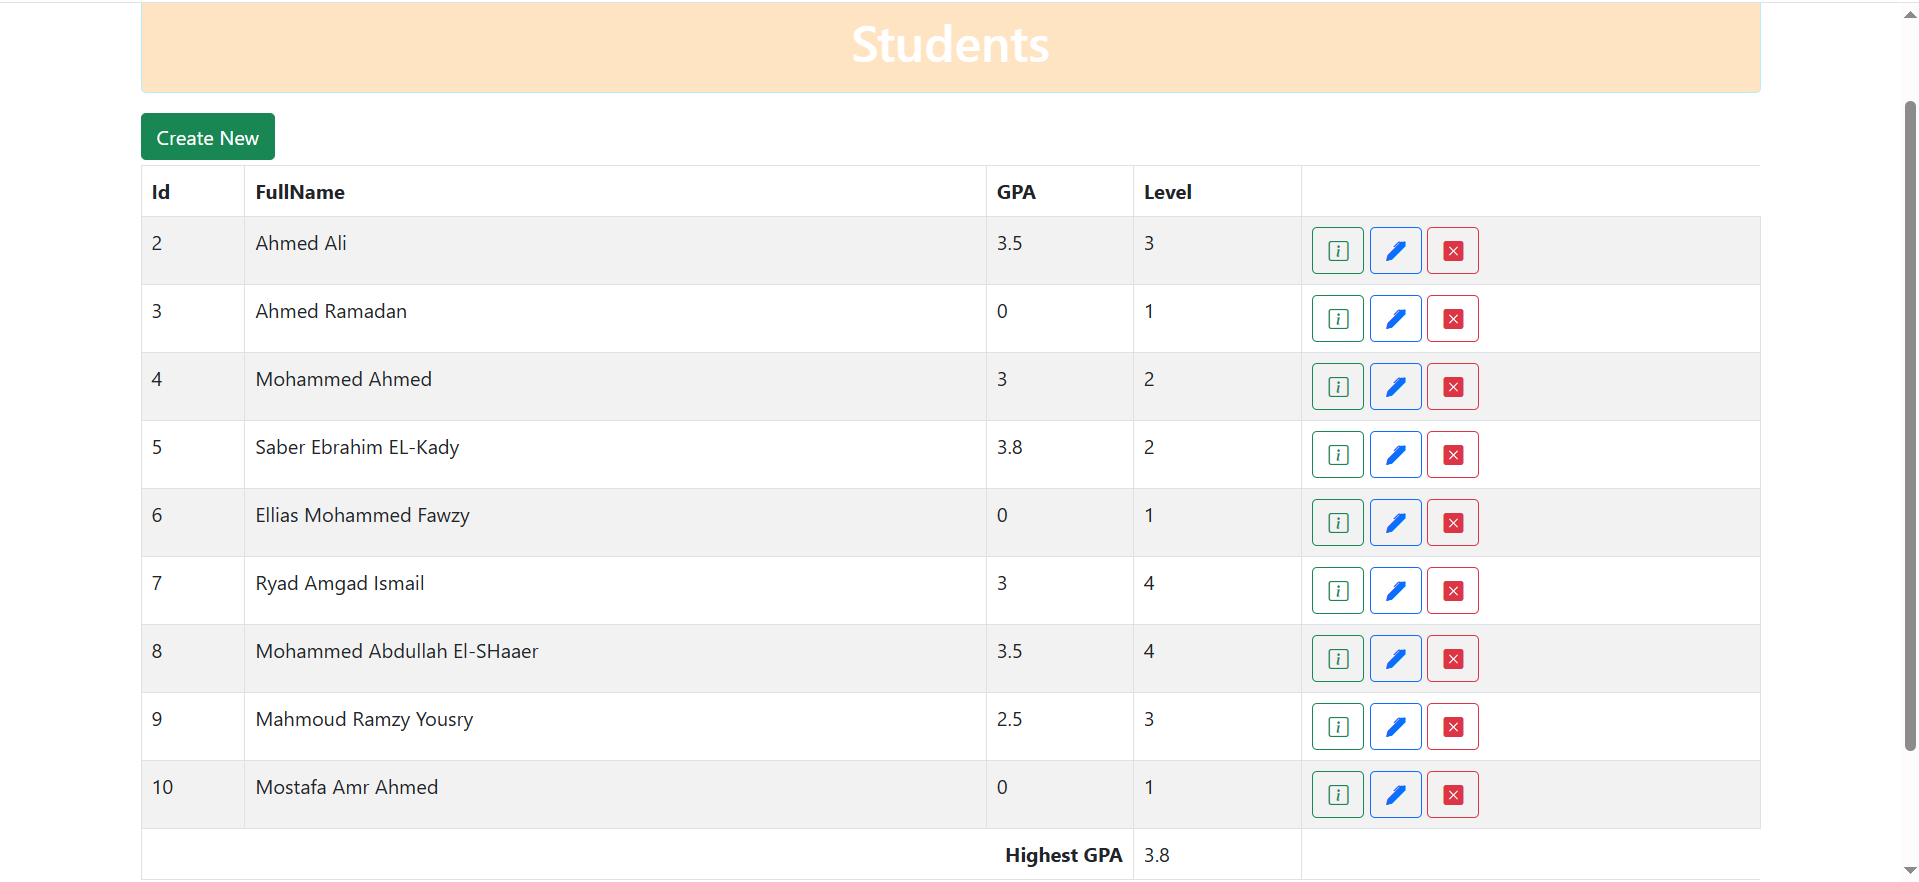 Students
Create New
Id FullName GPA Level
2 Ahmed Ali 3.5 3
3 Ahmed Ramadan 0 1
4 Mohammed Ahmed 3 2
5 Saber Ebrahim EL-Kady 3.8 2
6 Ellias Mohammed Fawzy 0 1
7 Ryad Amgad Ismail 3 4
8 Mohammed Abdullah El-SHaaer 3.5 4
9 Mahmoud Ramzy Yousry 2.5 3
10 Mostafa Amr Ahmed 0 1
Highest GPA 3.8